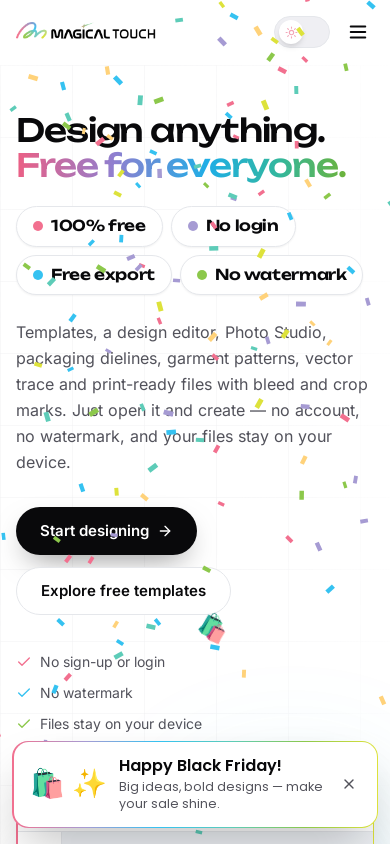 MAGICAL TOUCH
Design anything.
Free for everyone.
100% free
No login
Free export
No watermark
Templates, a design editor, Photo Studio,
packaging dielines, garment patterns, vector
trace and print-ready files with bleed and crop
marks. Just open it and create — no account,
no watermark, and your files stay on your
device.
Start designing →
Explore free templates
No sign-up or login
No watermark
Files stay on your device
Happy Black Friday!
Big ideas, bold designs — make
your sale shine.